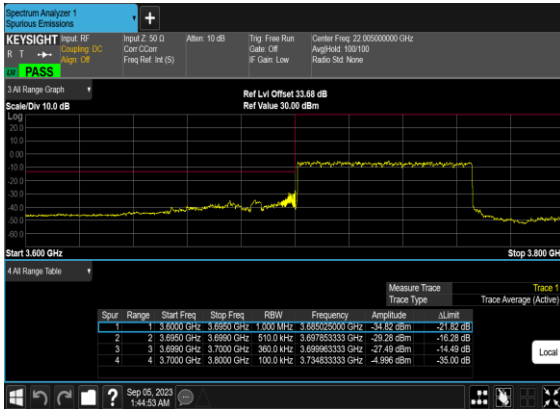 Spectrum Analyzer 1
Spurious Emissions
+
KEYSIGHT Input: RF Input Z: 50 Ω Atten: 10 dB Trig: Free Run Center Freq: 22.005000000 GHz
R T Coupling: DC Corr CCorr Gate: Off Avg|Hold: 100/100
Align: Off Freq Ref: Int (S) IF Gain: Low Radio Std: None
PASS
3 All Range Graph
Scale/Div 10.0 dB Ref Lvl Offset 33.68 dB
Ref Value 30.00 dBm
Log
20.0
10.0
0.00
-10.0
-20.0
-30.0
-40.0
-50.0
-60.0
Start 3.600 GHz Stop 3.800 GH
4 All Range Table
Measure Trace Trace 1
Trace Type Trace Average (Active)
Spur Range Start Freq Stop Freq RBW Frequency Amplitude ΔLimit
1 1 3.6000 GHz 3.6950 GHz 1.000 MHz 3.685025000 GHz -34.82 dBm -21.82 dB
2 2 3.6950 GHz 3.6990 GHz 510.0 kHz 3.697853333 GHz -29.28 dBm -16.28 dB
3 3 3.6990 GHz 3.7000 GHz 360.0 kHz 3.699963333 GHz -27.49 dBm -14.49 dB
4 4 3.7000 GHz 3.8000 GHz 100.0 kHz 3.734833333 GHz -4.996 dBm -35.00 dB
Local
?
Sep 05, 2023
1:44:53 AM